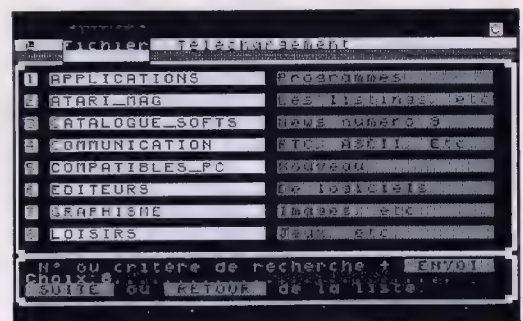 C
Fichier Téléchargement
1 APPLICATIONS Programmes
2 ATARI_MAG Les listings, etc
3 CATALOGUE_SOFTS News numéro 9
4 COMMUNICATION RTC, ASCII, Etc
5 COMPATIBLES_PC Nouveau
6 EDITEURS De logiciels
7 GRAPHISME Images, etc
8 LOISIRS Jeux, etc
N° ou critère de recherche + ENVOI
Choix
SUITE ou RETOUR de la liste.